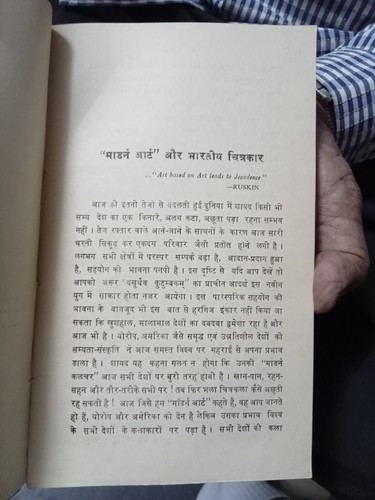 "माडर्न आर्ट" और भारतीय चित्रकार
..."Art based on Art leads to Jeandense."
—RUSKIN
आज की इतनी तेजी से बदलती हुई दुनिया में शायद किसी भी
सभ्य देश का एक किनारे, अलग कटा, अछूता पड़ा रहना सम्भव
नहीं। तेज रफ्तार वाले आने-जाने के साधनों के कारण आज सारी
धरती सिकुड़ कर एकदम परिवार जैसी प्रतीत होने लगी है।
लगभग सभी क्षेत्रों में परस्पर सम्पर्क बढ़ा है, आदान-प्रदान हुआ
है, सहयोग की भावना पनपी है। इस दृष्टि से यदि आप देखें तो
आपको अरूर 'वसुधैव कुटुम्बकम्' का प्राचीन आदर्श इस नवीन
युग में साकार होता नजर आयेगा। इस पारस्परिक सहयोग की
भावना के बावजूद भी इस बात से हरगिज इंकार नहीं किया जा
सकता कि खुशहाल, मालामाल देशों का दबदबा हमेशा रहा है और
आज भी है। योरोप, अमरीका जैसे समृद्ध एवं उन्नतिशील देशों की
सभ्यता-संस्कृति ने आज समस्त विश्व पर गहराई से अपना प्रभाव
डाला है। शायद यह कहना गलत न होगा कि उनकी "माडर्न
कलचर" आज सभी देशों पर बुरी तरह हावी है। खान-पान, रहन-
सहन और तौर-तरीके सभी पर! तब फिर भला चित्रकला कैसे अछूती
रह सकती है! आज जिसे हम "मॉडर्न आर्ट" कहते हैं, वह आप जानते
हो हैं, योरोप और अमेरिका की देन है लेकिन उसका प्रभाव विश्व
के सभी देशों के कलाकारों पर पड़ा है। सभी देशों की कला